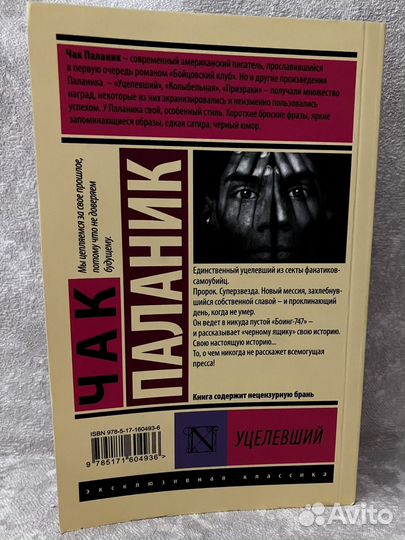 Чак Паланик – современный американский писатель, прославившийся
в первую очередь романом «Бойцовский клуб». Но и другие произведения
Паланика – «Уцелевший», «Колыбельная», «Призраки» – получали множество
наград, некоторые из них экранизировались и неизменно пользовались
успехом. У Паланика свой, особенный стиль. Короткие броские фразы, яркие
запоминающиеся образы, едкая сатира, черный юмор.
Мы цепляемся за свое прошлое,
потому что не доверяем
будущему.
ЧАК
ПАЛАНИК
Единственный уцелевший из секты фанатиков-
самоубийц.
Пророк. Суперзвезда. Новый мессия, захлебнув-
шийся собственной славой – и проклинающий
день, когда не умер.
Он ведет в никуда пустой «Боинг-747» –
и рассказывает «черному ящику» свою историю.
Свою настоящую историю...
То, о чем никогда не расскажет всемогущая
пресса!
Книга содержит нецензурную брань
ISBN 978-5-17-160493-6
9 785171 604936 >
N
УЦЕЛЕВШИЙ
эксклюзивная классика
Avito